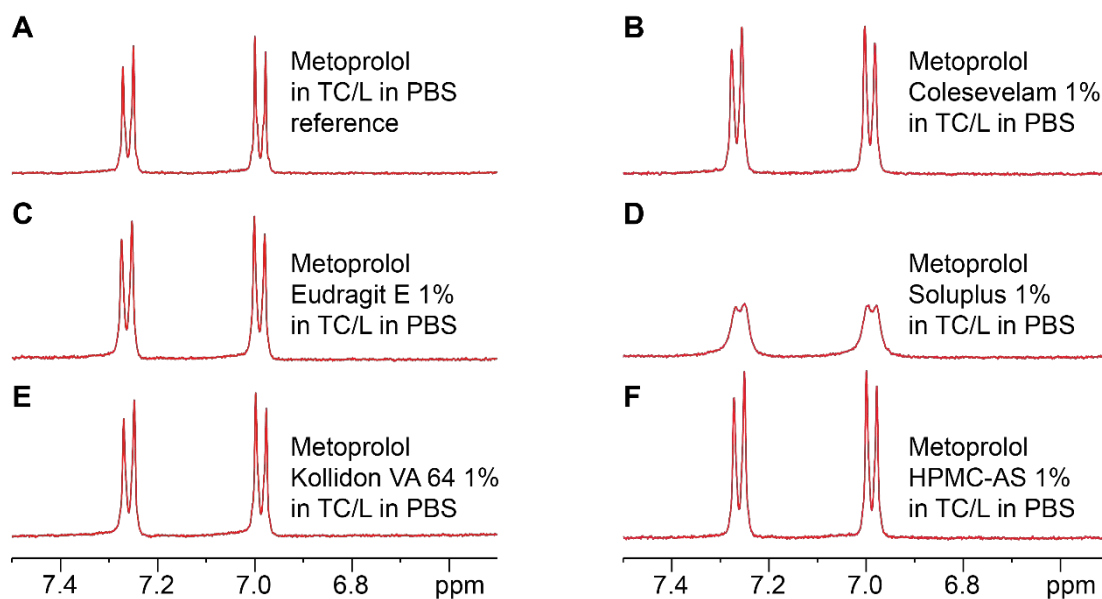 A
Metoprolol
in TC/L in PBS
reference
B
Metoprolol
Colesevelam 1%
in TC/L in PBS
C
Metoprolol
Eudragit E 1%
in TC/L in PBS
D
Metoprolol
Soluplus 1%
in TC/L in PBS
E
Metoprolol
Kollidon VA 64 1%
in TC/L in PBS
F
Metoprolol
HPMC-AS 1%
in TC/L in PBS
7.4 7.2 7.0 6.8 ppm
7.4 7.2 7.0 6.8 ppm